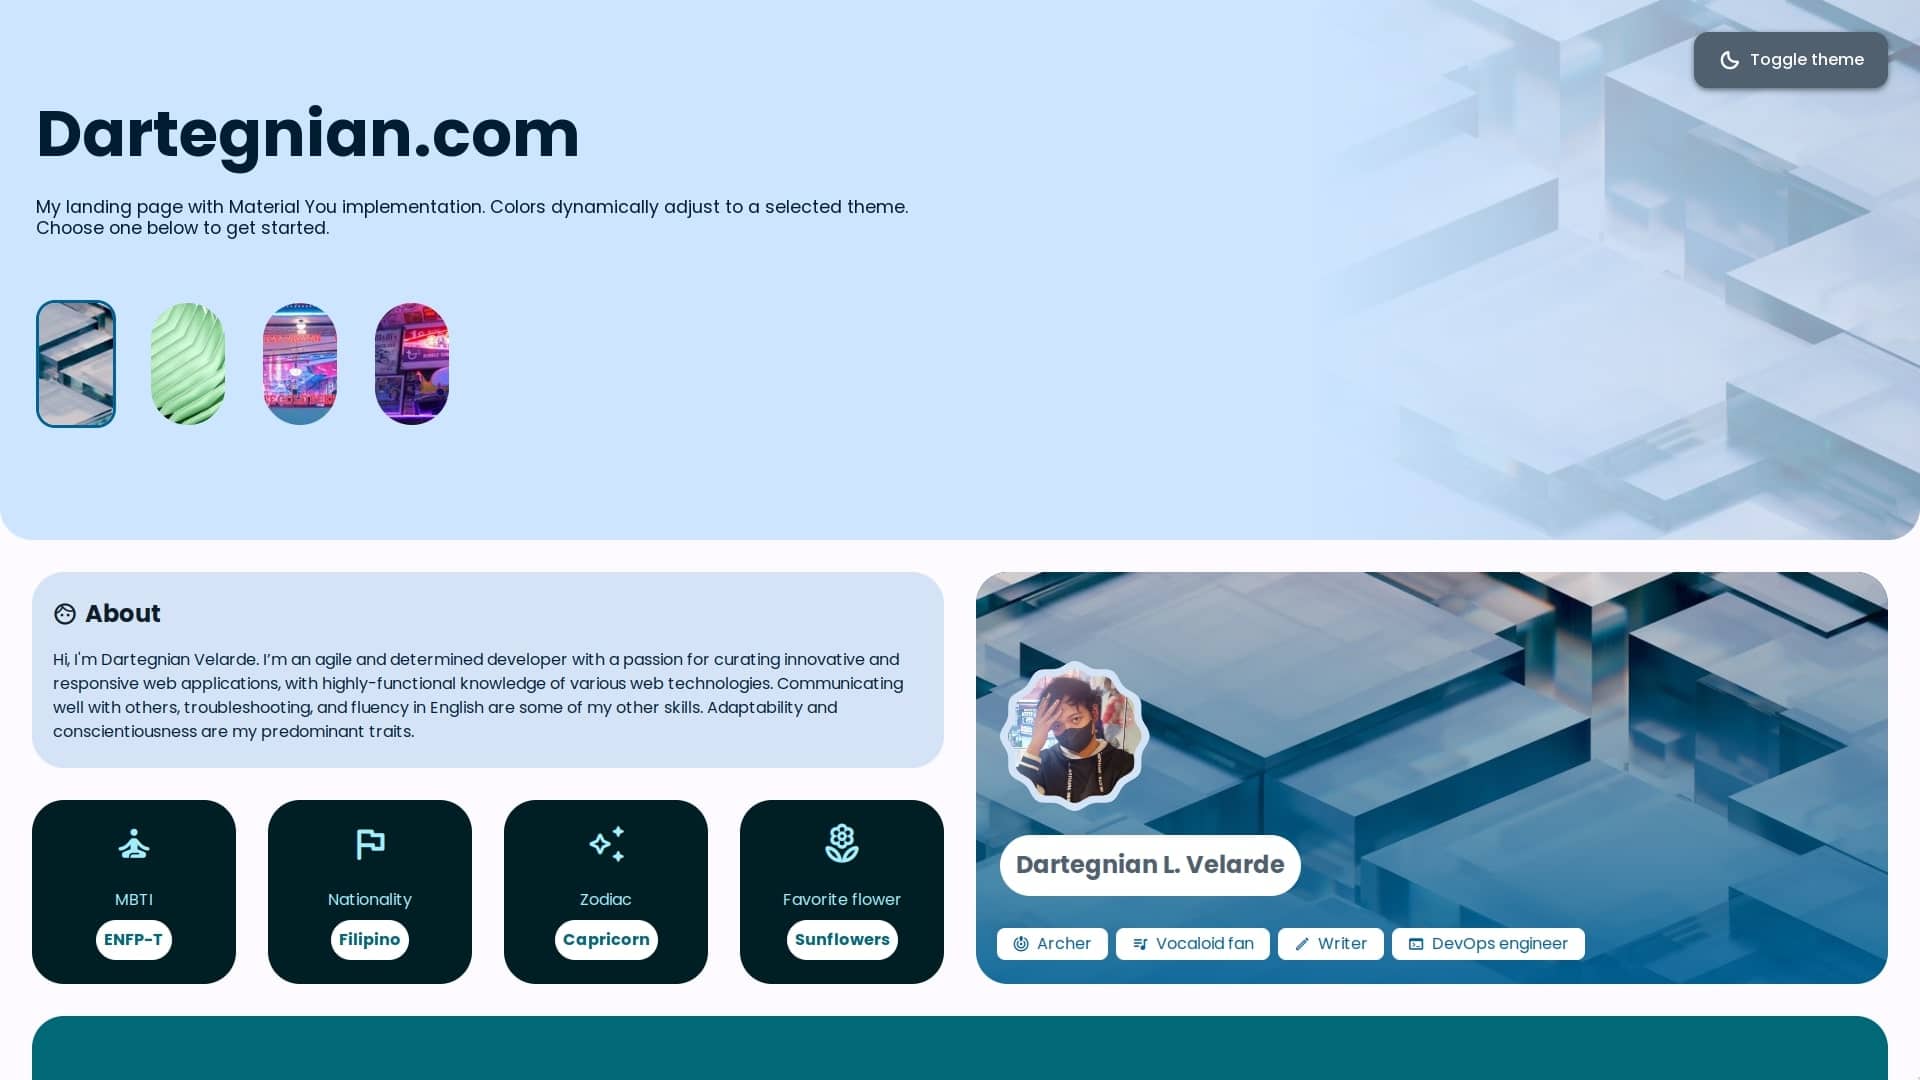 Toggle theme
Dartegnian.com
My landing page with Material You implementation. Colors dynamically adjust to a selected theme.
Choose one below to get started.
About
Hi, I'm Dartegnian Velarde. I’m an agile and determined developer with a passion for curating innovative and
responsive web applications, with highly-functional knowledge of various web technologies. Communicating
well with others, troubleshooting, and fluency in English are some of my other skills. Adaptability and
conscientiousness are my predominant traits.
MBTI
ENFP-T
Nationality
Filipino
Zodiac
Capricorn
Favorite flower
Sunflowers
Dartegnian L. Velarde
Archer
Vocaloid fan
Writer
DevOps engineer